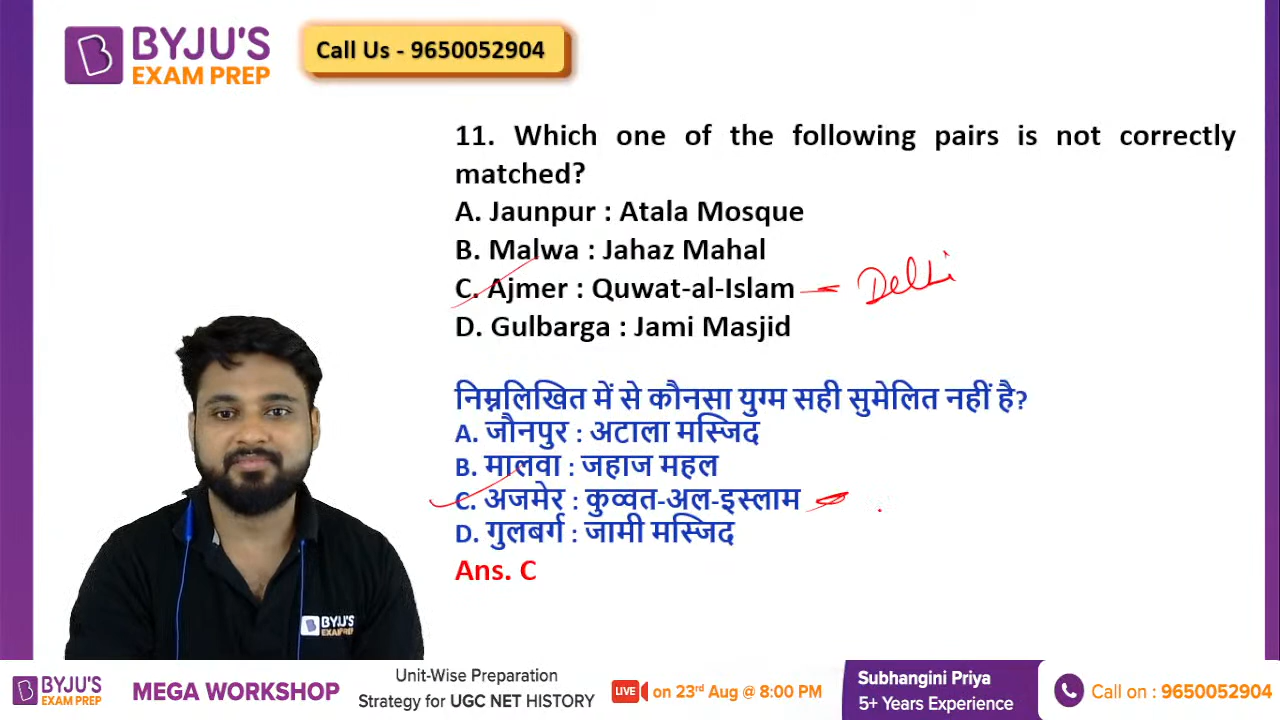 BYJU'S
EXAM PREP
Call Us - 9650052904
11. Which one of the following pairs is not correctly
matched?
A. Jaunpur : Atala Mosque
B. Malwa : Jahaz Mahal
C. Ajmer : Quwat-al-Islam
Delhi
D. Gulbarga : Jami Masjid
निम्नलिखित में से कौनसा युग्म सही सुमेलित नहीं है?
A. जौनपुर : अटाला मस्जिद
B. मालवा : जहाज महल
C. अजमेर : कुव्वत-अल-इस्लाम
D. गुलबर्ग : जामी मस्जिद
Ans. C
BYJU'S
EXAM PREP
BYJU'S
EXAM PREP
MEGA WORKSHOP
Unit-Wise Preparation
Strategy for UGC NET HISTORY
LIVE on 23rd Aug @ 8:00 PM
Subhangini Priya
5+ Years Experience
Call on : 9650052904